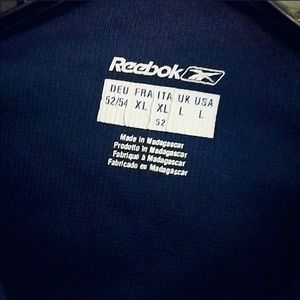 Reebok
DEU FRA ITA UK USA
52/54 XL XL L L
52
Made in Madagascar
Prodotto in Madagascar
Fabriqué à Madagascar
Fabricado en Madagascar